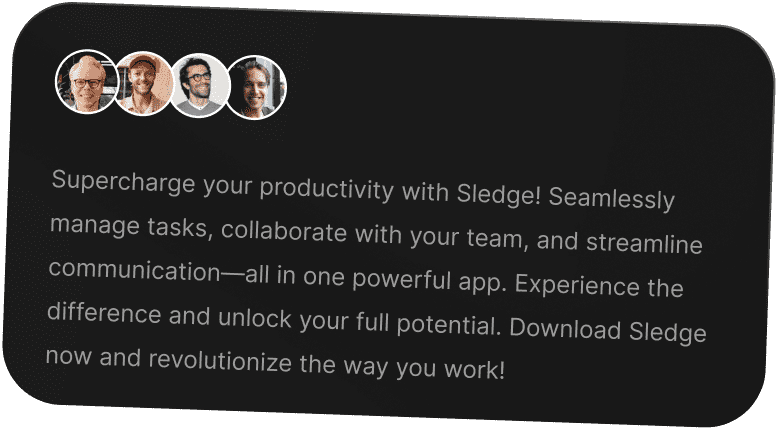 Supercharge your productivity with Sledge! Seamlessly
manage tasks, collaborate with your team, and streamline
communication—all in one powerful app. Experience the
difference and unlock your full potential. Download Sledge
now and revolutionize the way you work!